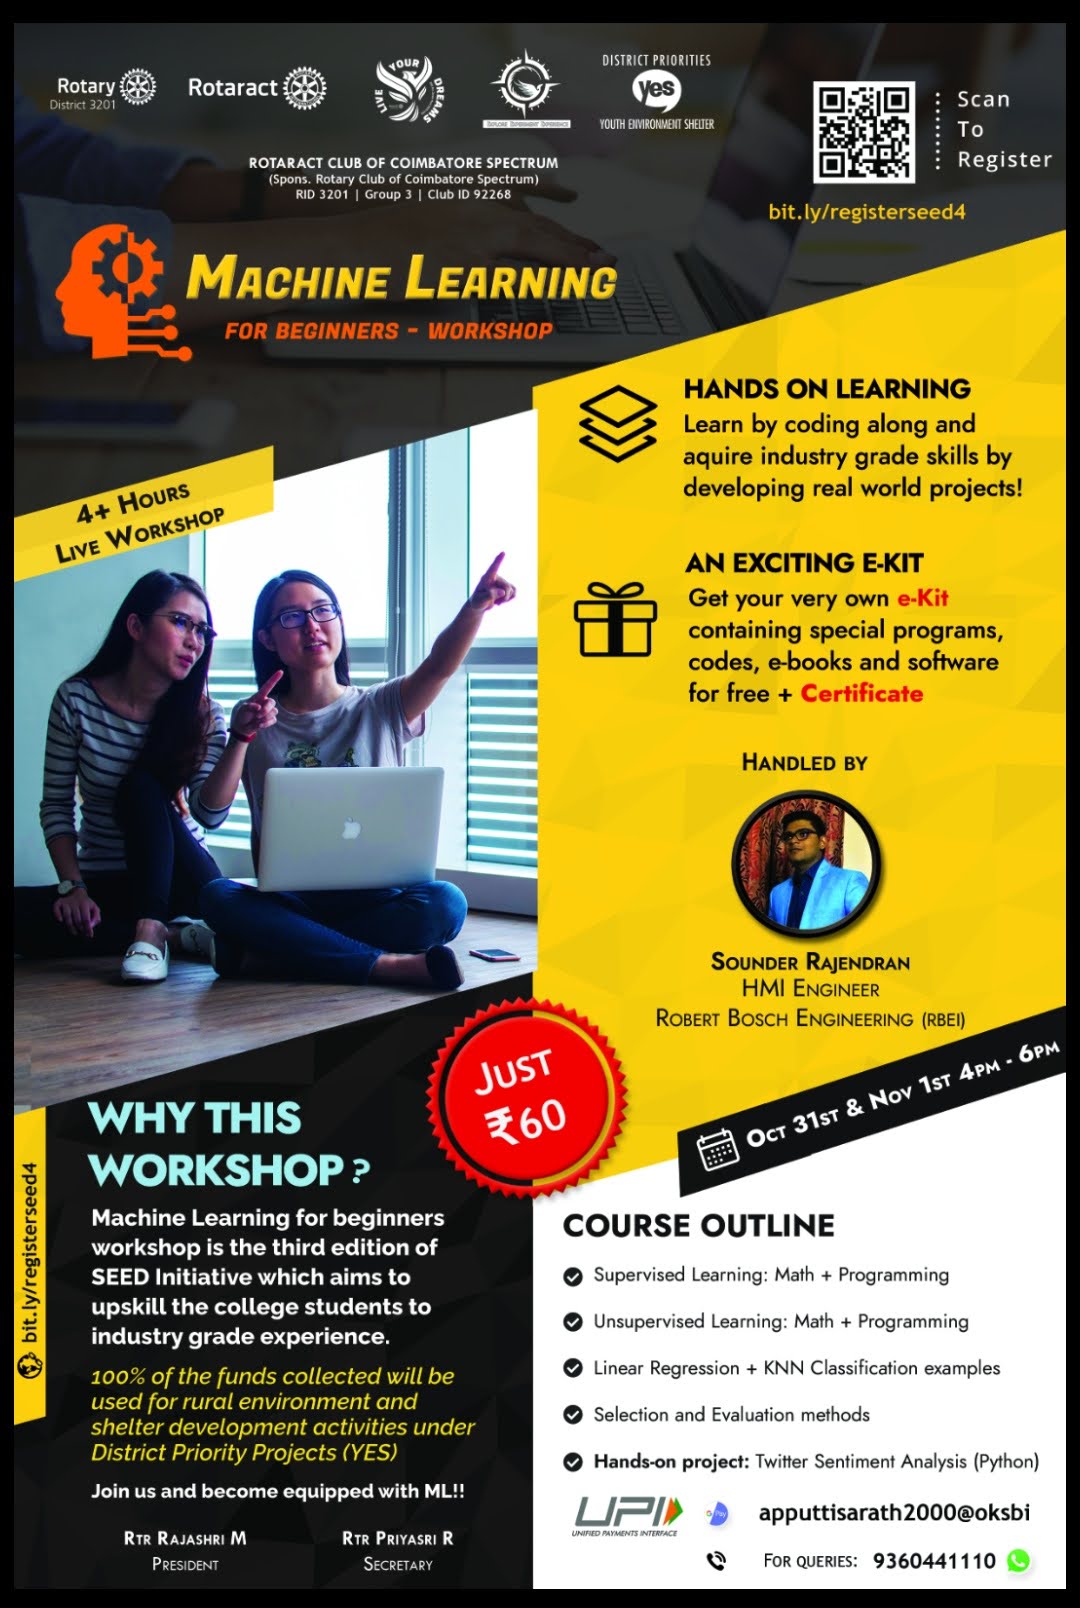 Rotary
District 3201
Rotaract
LIVE YOUR DREAMS
EXPLORE EXPERIMENT EXPERIENCE
DISTRICT PRIORITIES
yes
YOUTH ENVIRONMENT SHELTER
Scan
To
Register
ROTARACT CLUB OF COIMBATORE SPECTRUM
(Spons. Rotary Club of Coimbatore Spectrum)
RID 3201 | Group 3 | Club ID 92268
bit.ly/registerseed4
MACHINE LEARNING
FOR BEGINNERS - WORKSHOP
HANDS ON LEARNING
Learn by coding along and
aquire industry grade skills by
developing real world projects!
4+ HOURS
LIVE WORKSHOP
AN EXCITING E-KIT
Get your very own e-Kit
containing special programs,
codes, e-books and software
for free + Certificate
HANDLED BY
SOUNDER RAJENDRAN
HMI ENGINEER
ROBERT BOSCH ENGINEERING (RBEI)
JUST
₹60
OCT 31ST & NOV 1ST 4PM - 6PM
WHY THIS
WORKSHOP ?
Machine Learning for beginners
workshop is the third edition of
SEED Initiative which aims to
upskill the college students to
industry grade experience.
100% of the funds collected will be
used for rural environment and
shelter development activities under
District Priority Projects (YES)
Join us and become equipped with ML!!
RTR RAJASHRI M
PRESIDENT
RTR PRIYASRI R
SECRETARY
bit.ly/registerseed4
COURSE OUTLINE
Supervised Learning: Math + Programming
Unsupervised Learning: Math + Programming
Linear Regression + KNN Classification examples
Selection and Evaluation methods
Hands-on project: Twitter Sentiment Analysis (Python)
UPI
UNIFIED PAYMENTS INTERFACE
G Pay
apputtisarath2000@oksbi
FOR QUERIES: 9360441110